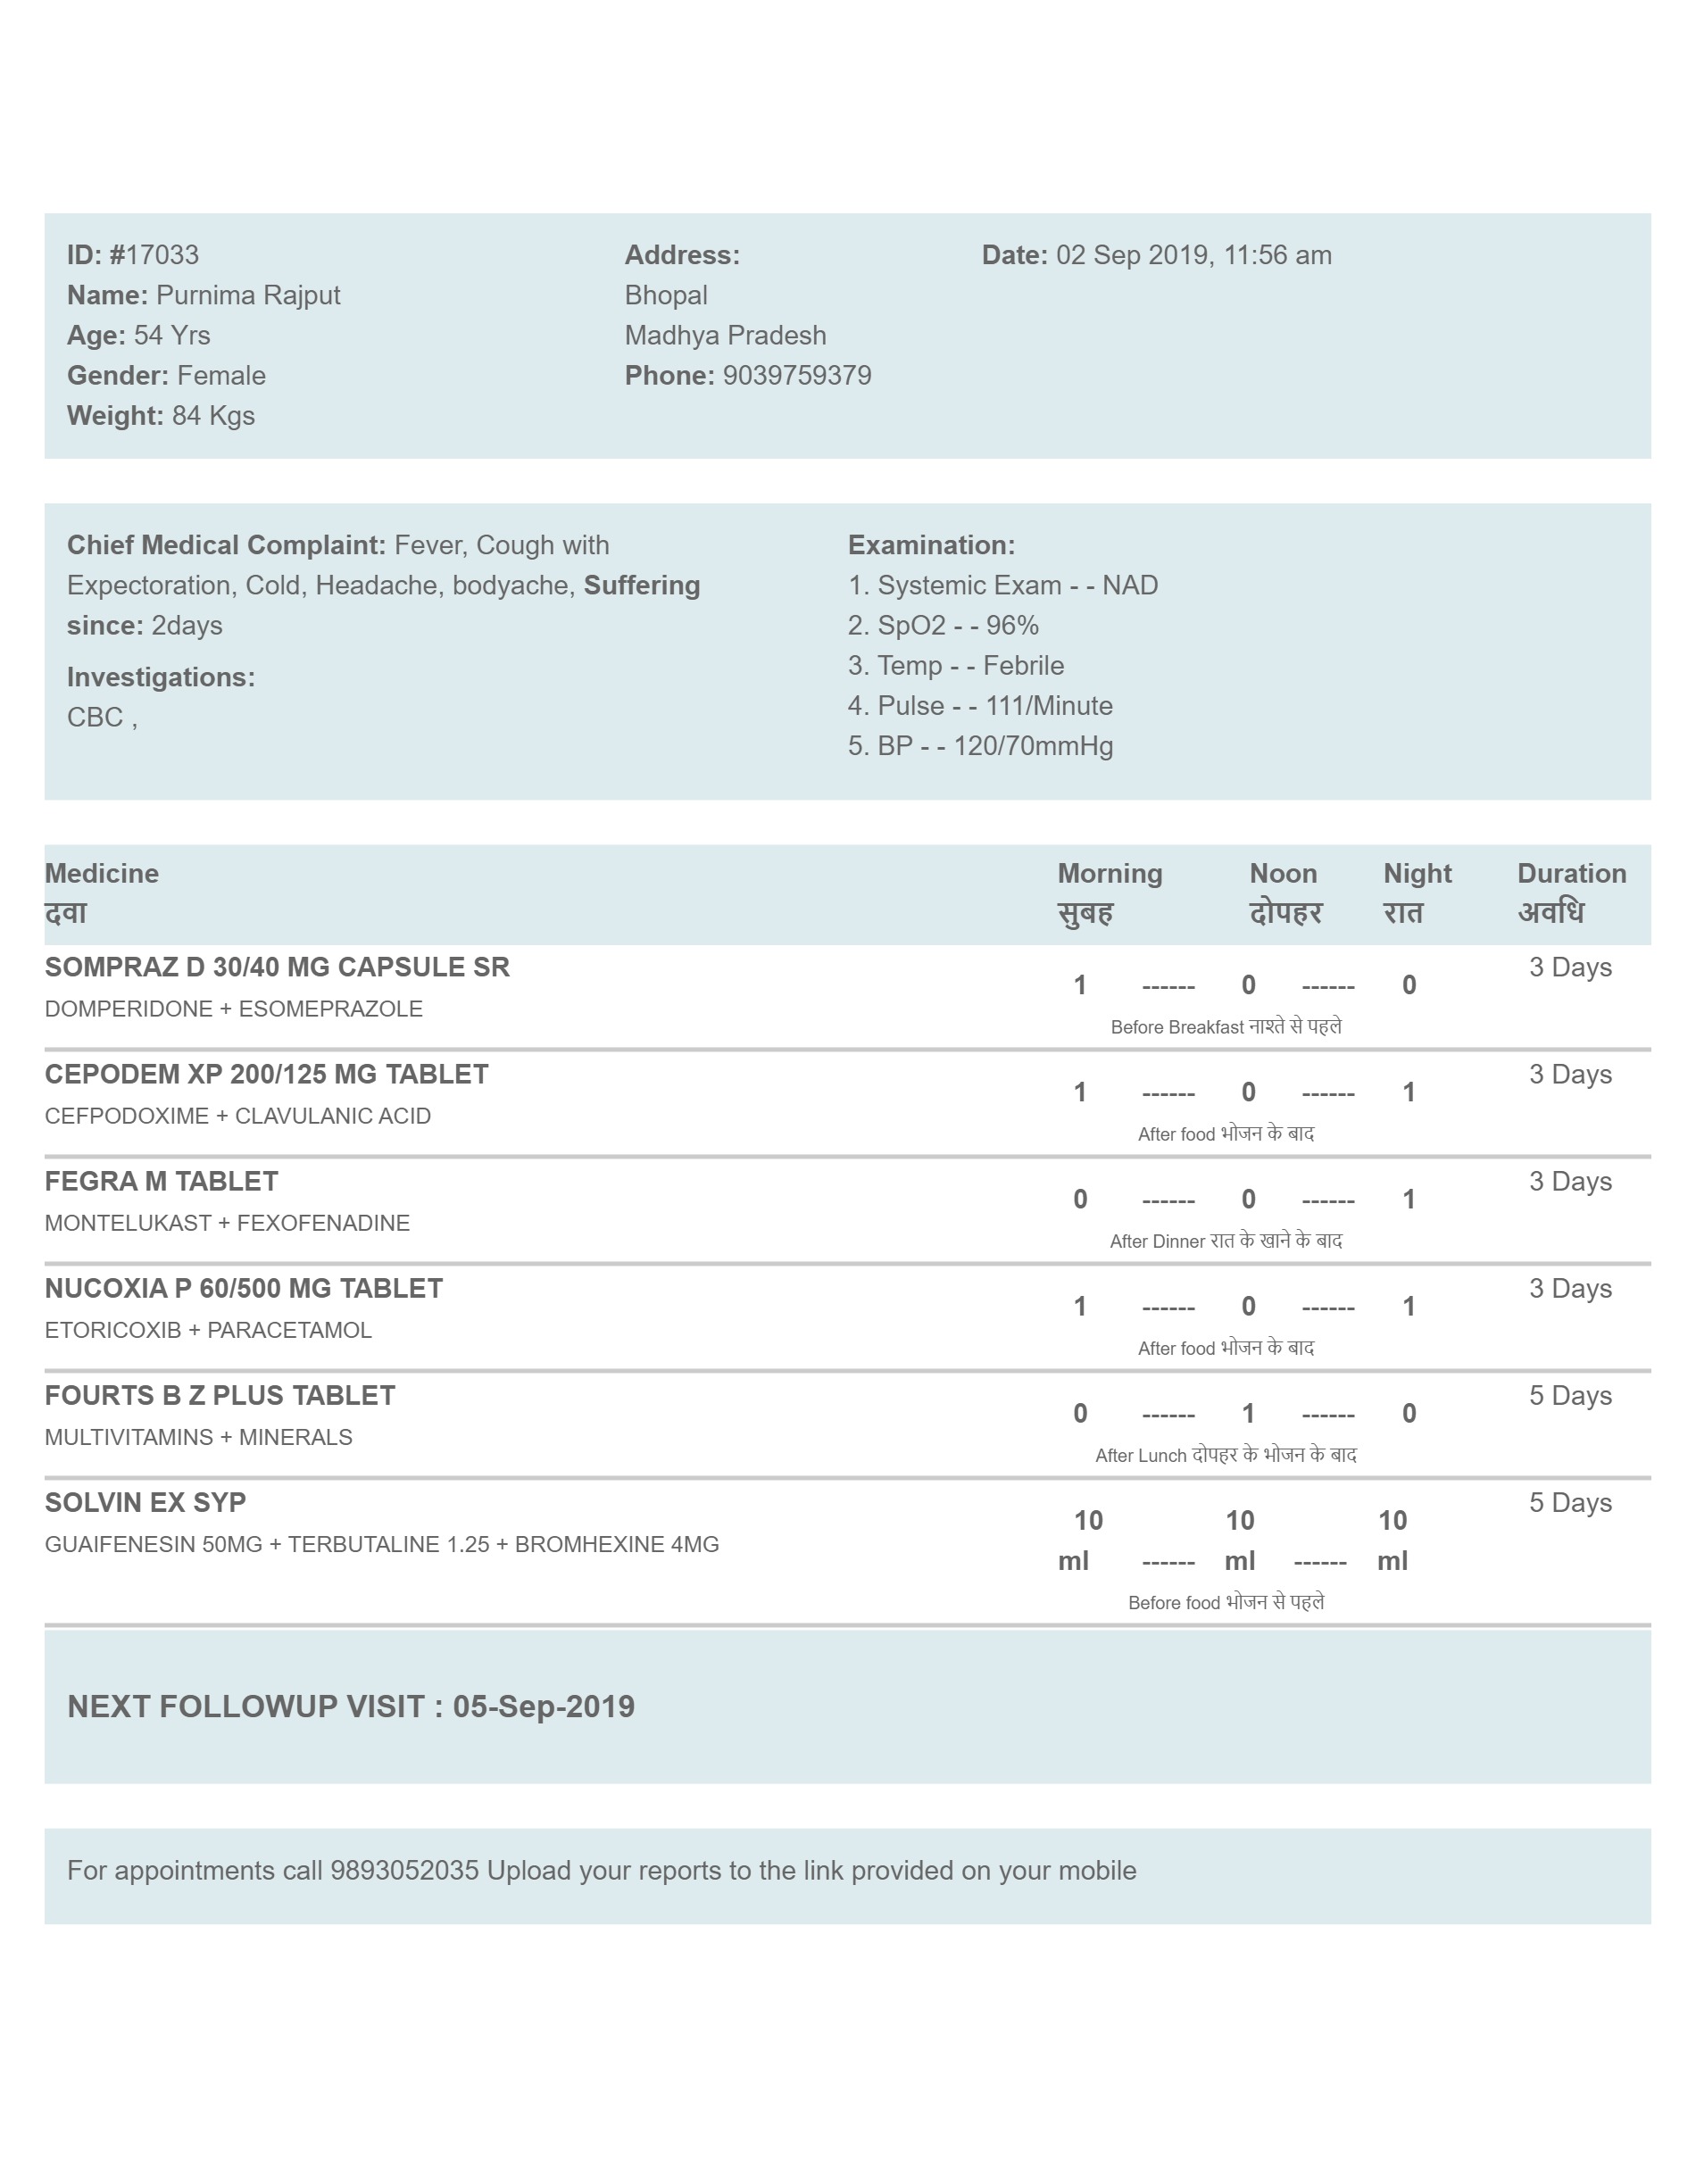 ID: #17033
Name: Purnima Rajput
Age: 54 Yrs
Gender: Female
Weight: 84 Kgs
Address:
Bhopal
Madhya Pradesh
Phone: 9039759379
Date: 02 Sep 2019, 11:56 am
Chief Medical Complaint: Fever, Cough with
Expectoration, Cold, Headache, bodyache, Suffering
since: 2days
Investigations:
CBC ,
Examination:
1. Systemic Exam - - NAD
2. SpO2 - - 96%
3. Temp - - Febrile
4. Pulse - - 111/Minute
5. BP - - 120/70mmHg
Medicine Morning Noon Night Duration
दवा सुबह दोपहर रात अवधि
SOMPRAZ D 30/40 MG CAPSULE SR 3 Days
1 ------ 0 ------ 0
DOMPERIDONE + ESOMEPRAZOLE
Before Breakfast नाश्ते से पहले
CEPODEM XP 200/125 MG TABLET 3 Days
1 ------ 0 ------ 1
CEFPODOXIME + CLAVULANIC ACID
After food भोजन के बाद
FEGRA M TABLET 3 Days
0 ------ 0 ------ 1
MONTELUKAST + FEXOFENADINE
After Dinner रात के खाने के बाद
NUCOXIA P 60/500 MG TABLET 3 Days
1 ------ 0 ------ 1
ETORICOXIB + PARACETAMOL
After food भोजन के बाद
FOURTS B Z PLUS TABLET 5 Days
0 ------ 1 ------ 0
MULTIVITAMINS + MINERALS
After Lunch दोपहर के भोजन के बाद
SOLVIN EX SYP 5 Days
10 10 10
GUAIFENESIN 50MG + TERBUTALINE 1.25 + BROMHEXINE 4MG
ml ------ ml ------ ml
Before food भोजन से पहले
NEXT FOLLOWUP VISIT : 05-Sep-2019
For appointments call 9893052035 Upload your reports to the link provided on your mobile